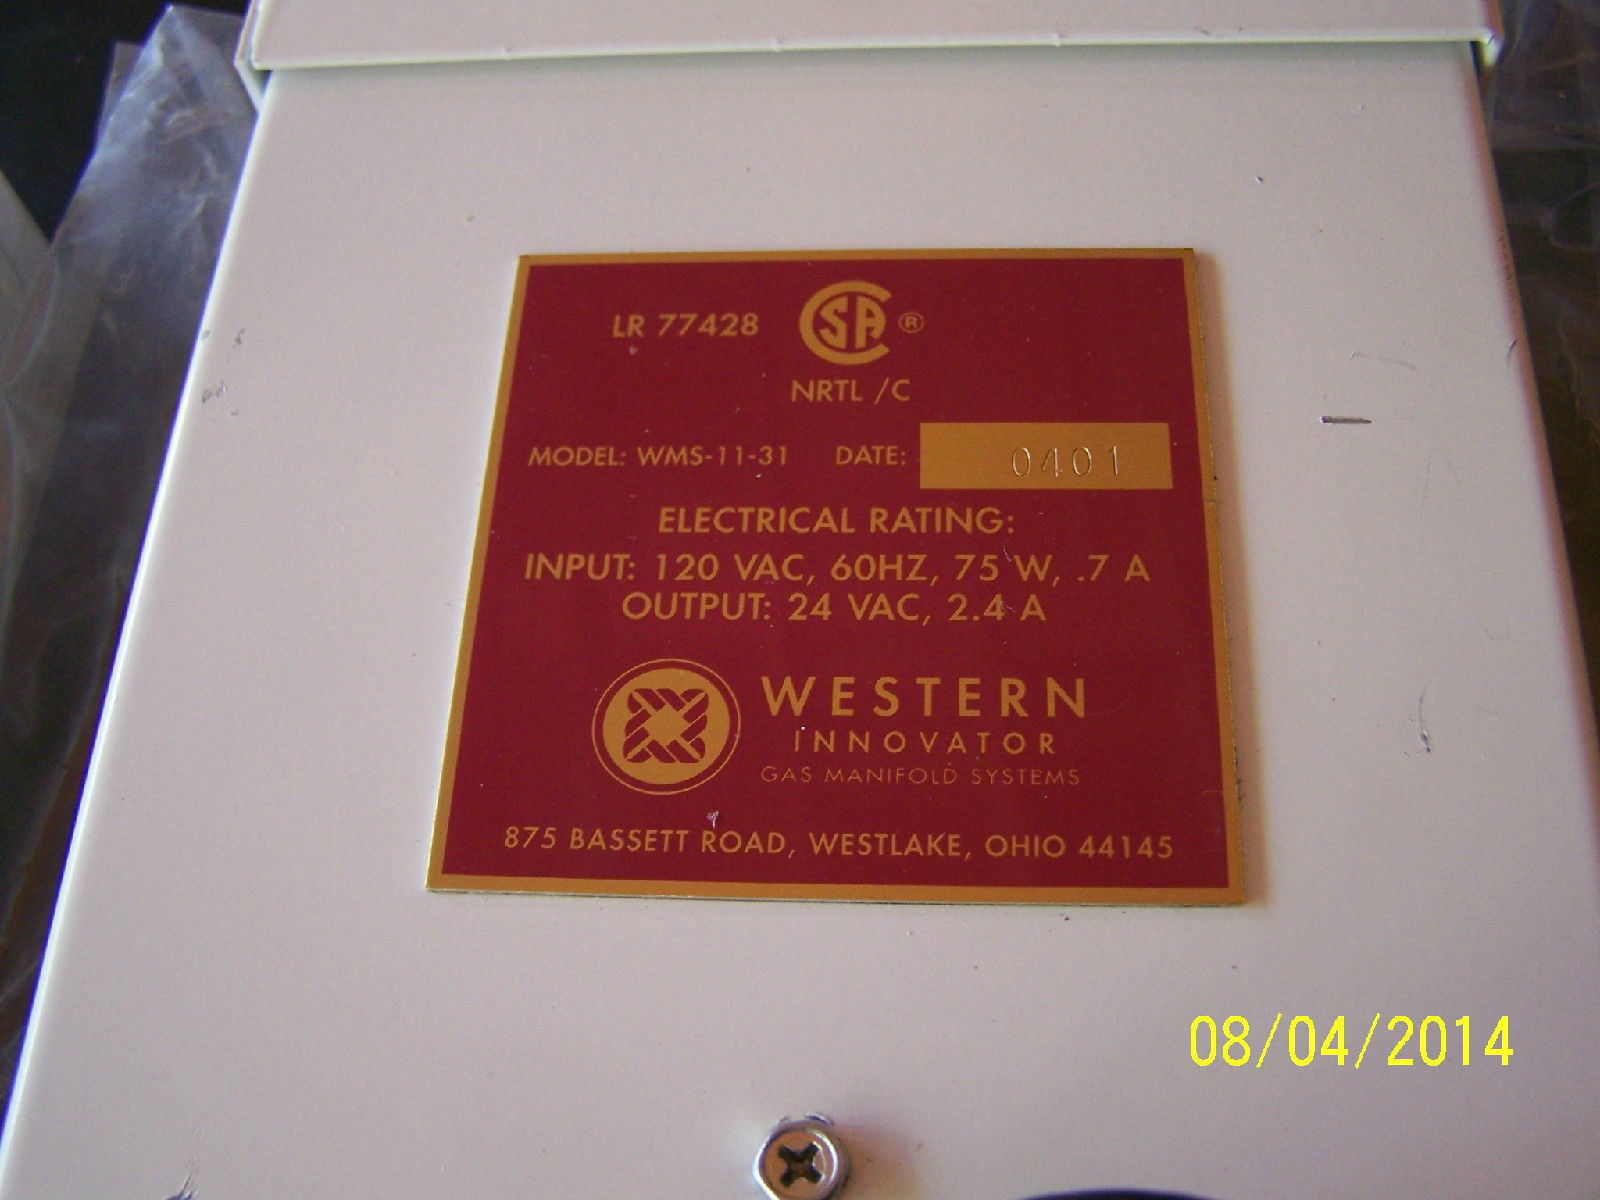 LR 77428 CSA ®
NRTL /C
MODEL: WMS-11-31 DATE: 0401
ELECTRICAL RATING:
INPUT: 120 VAC, 60HZ, 75 W, .7 A
OUTPUT: 24 VAC, 2.4 A
WESTERN
INNOVATOR
GAS MANIFOLD SYSTEMS
875 BASSETT ROAD, WESTLAKE, OHIO 44145
08/04/2014